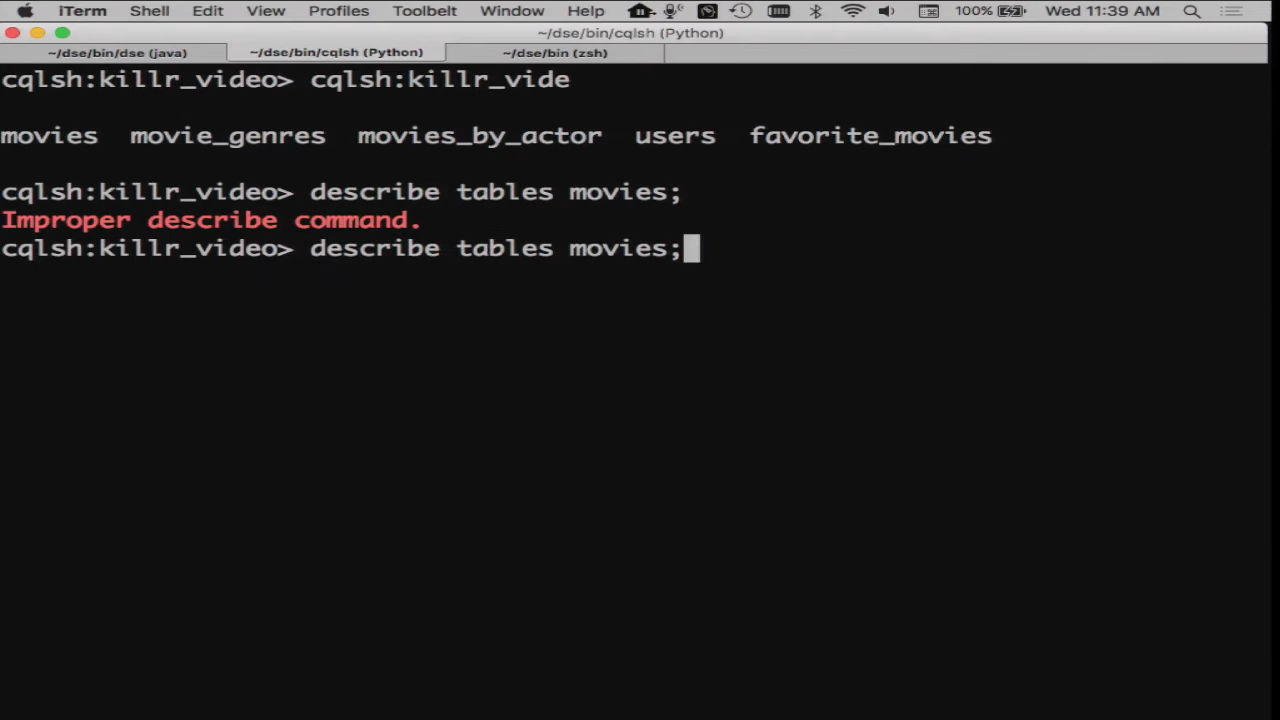 iTerm Shell Edit View Profiles Toolbelt Window Help 100% Wed 11:39 AM
~/dse/bin/cqlsh (Python)
~/dse/bin/dse (java) ~/dse/bin/cqlsh (Python) ~/dse/bin (zsh)
cqlsh:killr_video> cqlsh:killr_vide
movies movie_genres movies_by_actor users favorite_movies
cqlsh:killr_video> describe tables movies;
Improper describe command.
cqlsh:killr_video> describe tables movies;